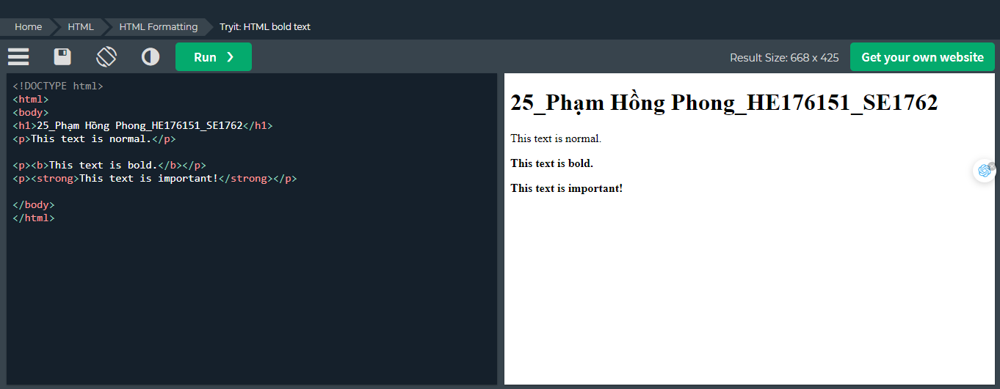 Home HTML HTML Formatting Tryit: HTML bold text
Run ❯ Result Size: 668 x 425 Get your own website
<!DOCTYPE html>
<html>
<body>
<h1>25_Phạm Hồng Phong_HE176151_SE1762</h1>
<p>This text is normal.</p>
<p><b>This text is bold.</b></p>
<p><strong>This text is important!</strong></p>
</body>
</html>
25_Phạm Hồng Phong_HE176151_SE1762
This text is normal.
This text is bold.
This text is important!